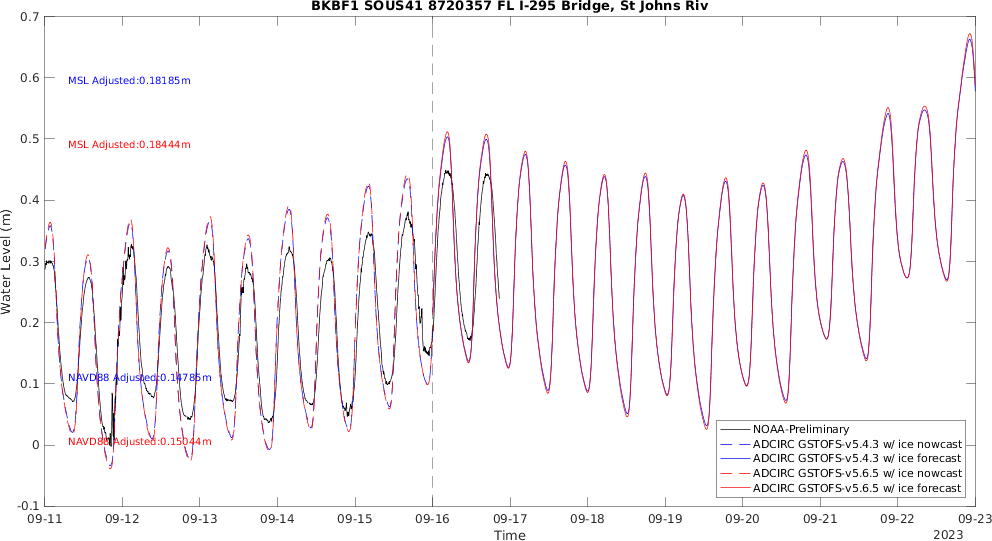 BKBF1 SOUS41 8720357 FL I-295 Bridge, St Johns Riv
0.7
0.6
0.5
0.4
0.3
0.2
0.1
0
-0.1
Water Level (m)
MSL Adjusted:0.18185m
MSL Adjusted:0.18444m
NAVD88 Adjusted:0.14785m
NAVD88 Adjusted:0.15044m
NOAA-Preliminary
ADCIRC GSTOFS-v5.4.3 w/ ice nowcast
ADCIRC GSTOFS-v5.4.3 w/ ice forecast
ADCIRC GSTOFS-v5.6.5 w/ ice nowcast
ADCIRC GSTOFS-v5.6.5 w/ ice forecast
09-11 09-12 09-13 09-14 09-15 09-16 09-17 09-18 09-19 09-20 09-21 09-22 09-23
Time
2023